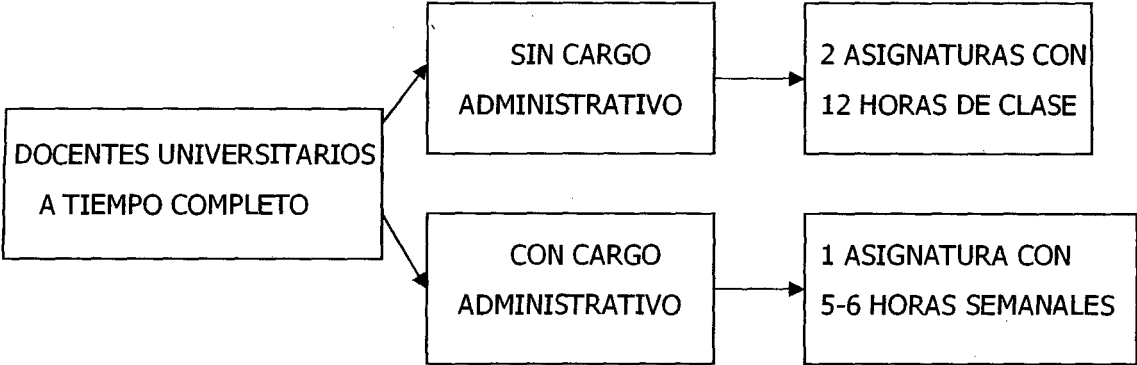 DOCENTES UNIVERSITARIOS
A TIEMPO COMPLETO
SIN CARGO
ADMINISTRATIVO
2 ASIGNATURAS CON
12 HORAS DE CLASE
CON CARGO
ADMINISTRATIVO
1 ASIGNATURA CON
5-6 HORAS SEMANALES